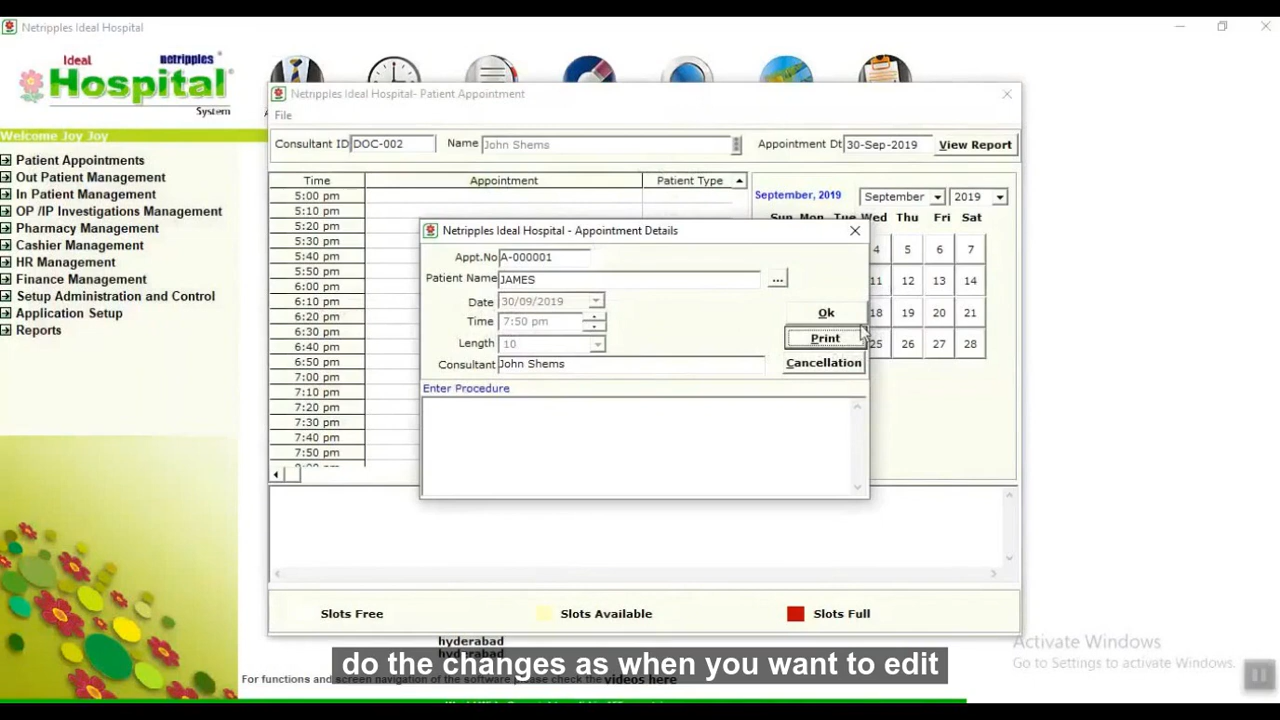 Netripples Ideal Hospital
Ideal netripples
Hospital
System
Welcome Joy Joy
Patient Appointments
Out Patient Management
In Patient Management
OP /IP Investigations Management
Pharmacy Management
Cashier Management
HR Management
Finance Management
Setup Administration and Control
Application Setup
Reports
Netripples Ideal Hospital- Patient Appointment
File
Consultant ID DOC-002 Name John Shems Appointment Dt 30-Sep-2019 View Report
Time Appointment Patient Type
5:00 pm
5:10 pm
5:20 pm
5:30 pm
5:40 pm
5:50 pm
6:00 pm
6:10 pm
6:20 pm
6:30 pm
6:40 pm
6:50 pm
7:00 pm
7:10 pm
7:20 pm
7:30 pm
7:40 pm
7:50 pm
September, 2019 September 2019
Sun Mon Tue Wed Thu Fri Sat
4 5 6 7
11 12 13 14
18 19 20 21
25 26 27 28
Netripples Ideal Hospital - Appointment Details
Appt.No A-000001
Patient Name JAMES ...
Date 30/09/2019
Time 7:50 pm
Length 10
Consultant John Shems
Ok
Print
Cancellation
Enter Procedure
Slots Free Slots Available Slots Full
hyderabad
hyderabad
do the changes as when you want to edit
For functions and screen navigation of the software please check the videos here
Activate Windows
Go to Settings to activate Windows.